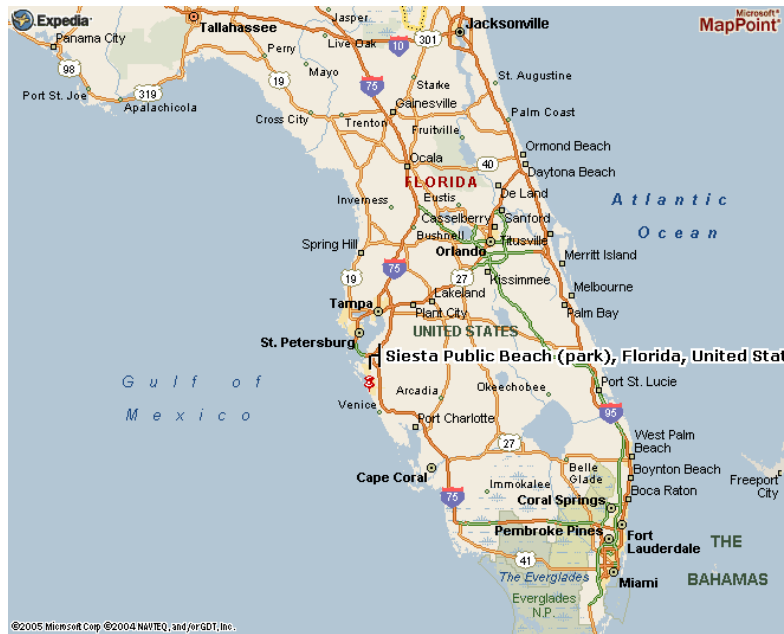 Expedia
Microsoft
MapPoint
Jasper
Jacksonville
Tallahassee
Panama City
Live Oak
10
301
Perry
98
Mayo
75
Starke
St. Augustine
19
Port St. Joe
319
Apalachicola
Gainesville
Cross City
Trenton
Palm Coast
Fruitville
Ormond Beach
Ocala
40
Daytona Beach
FLORIDA
De Land
Inverness
Eustis
Atlantic
Ocean
Casselberry
Sanford
Bushnell
Titusville
Spring Hill
Orlando
Merritt Island
75
19
27
Kissimmee
Melbourne
Lakeland
Tampa
Plant City
Palm Bay
UNITED STATES
St. Petersburg
Siesta Public Beach (park), Florida, United Stat
Gulf of
Mexico
Port St. Lucie
Arcadia
Okeechobee
Venice
95
Port Charlotte
27
West Palm
Beach
Cape Coral
Belle
Glade
Boynton Beach
Freeport
City
Immokalee
75
Boca Raton
Coral Springs
Pembroke Pines
Fort
Lauderdale
THE
BAHAMAS
41
The Everglades
Miami
Everglades
N.P.
©2005 Microsoft Corp ©2004 NAVTEQ, and/or GDT, Inc.